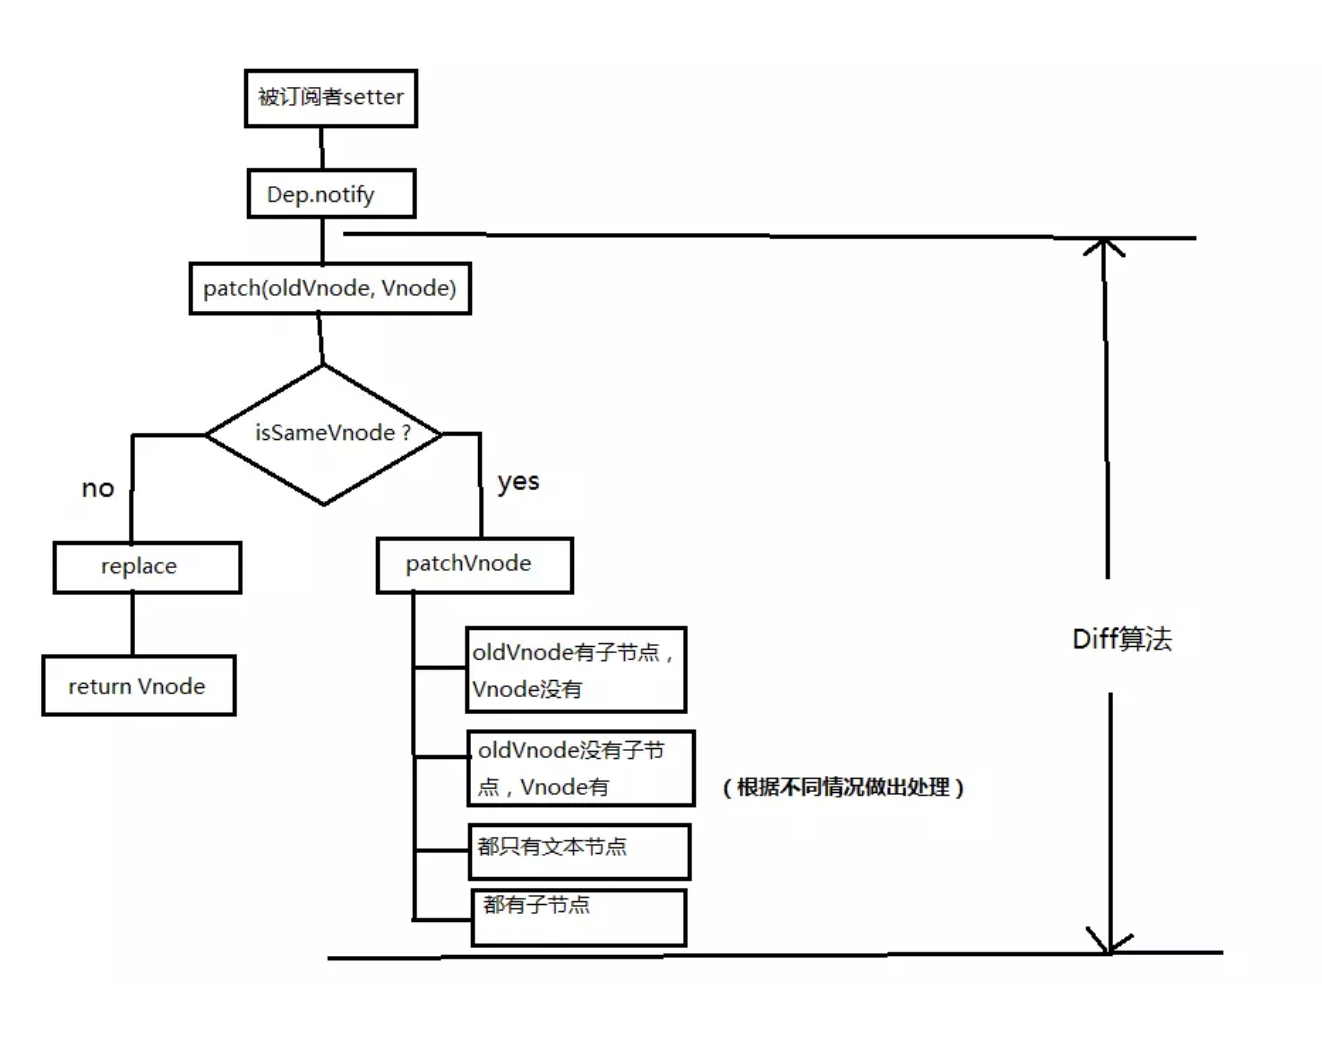 被订阅者setter
Dep.notify
patch(oldVnode, Vnode)
isSameVnode？
no
yes
replace
patchVnode
return Vnode
oldVnode有子节点，
Vnode没有
oldVnode没有子节
点，Vnode有
都只有文本节点
都有子节点
（根据不同情况做出处理）
Diff算法